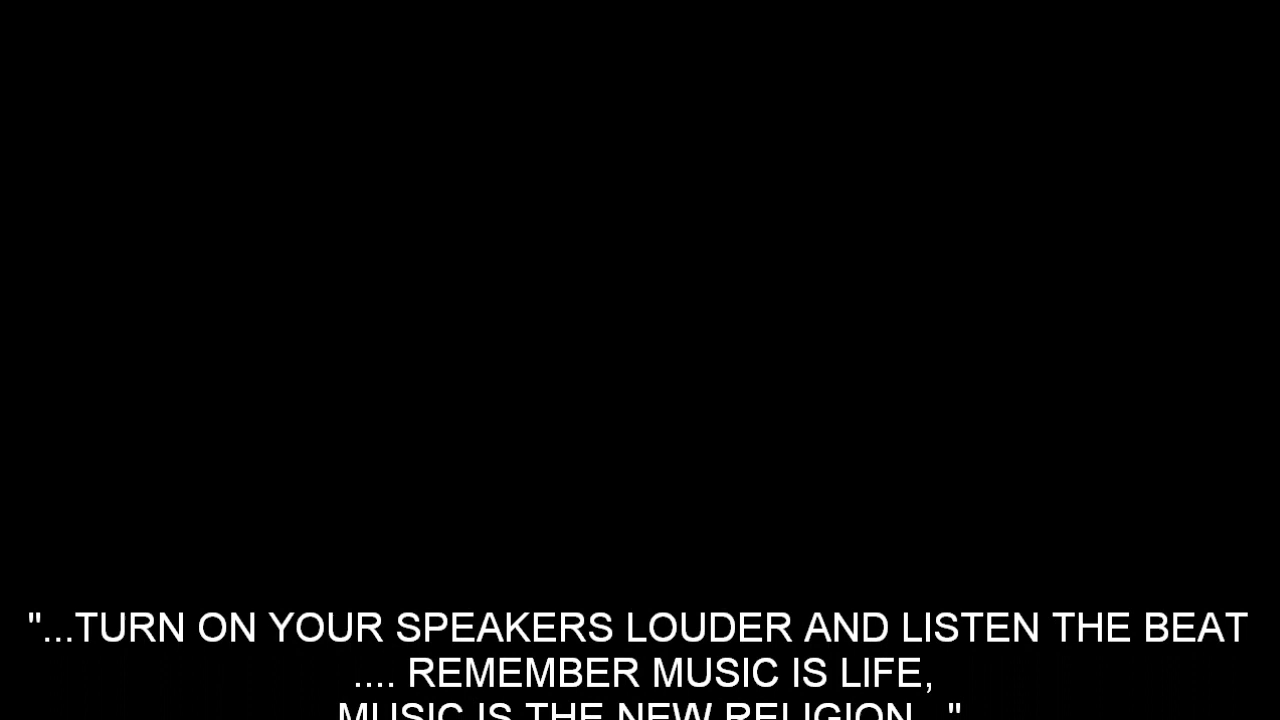 "...TURN ON YOUR SPEAKERS LOUDER AND LISTEN THE BEAT
.... REMEMBER MUSIC IS LIFE,
MUSIC IS THE NEW RELIGION..."